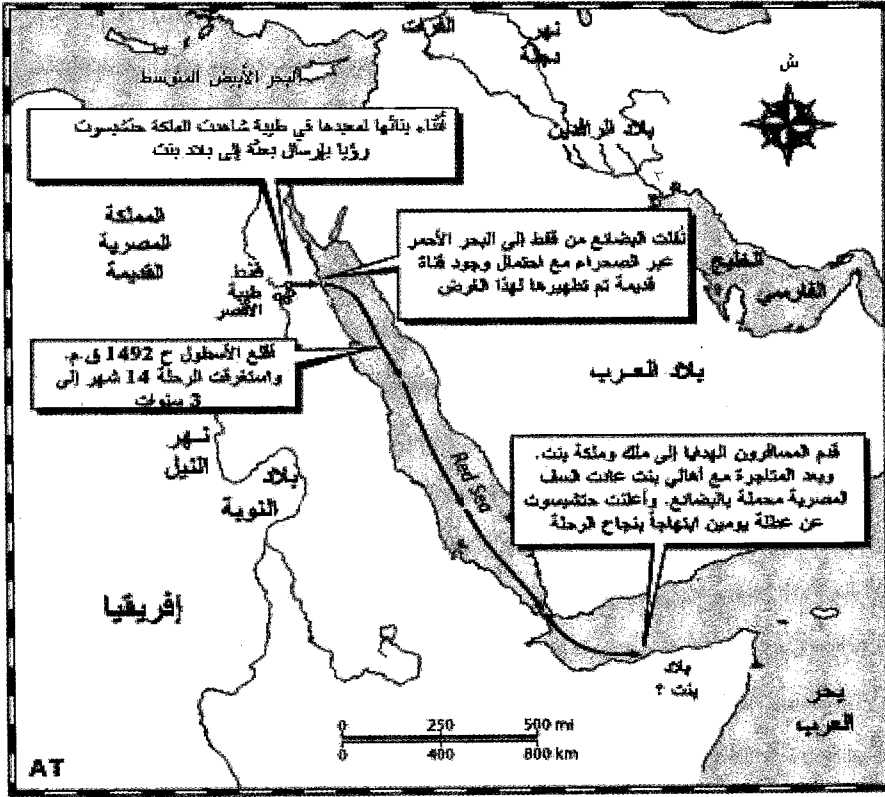 الفرات
نهر
دجلة
البحر الأبيض المتوسط
ش
بلاد الرافدين
أثناء بنائها لمعبدها في طيبة شاهدت الملكة حتشبسوت
رؤيا بإرسال بعثة إلى بلاد بنت
المملكة
المصرية
القديمة
نقلت البضائع من قفط إلى البحر الأحمر
عبر الصحراء مع احتمال وجود قناة
قديمة تم تطهيرها لهذا الغرض
الخليج
الفارسي
قفط
طيبة
الأقصر
أقلع الأسطول ح 1492 ق.م.
واستغرقت الرحلة 14 شهر إلى
3 سنوات
بلاد العرب
نهر
النيل
بلاد
النوبة
Red Sea
قدم المسافرون الهدايا إلى ملك وملكة بنت.
وبعد المتاجرة مع أهالي بنت عادت السفن
المصرية محملة بالبضائع. وأعلنت حتشبسوت
عن عطلة يومين ابتهاجاً بنجاح الرحلة
إفريقيا
بلاد
بنت ؟
بحر
العرب
0 250 500 mi
0 400 800 km
AT